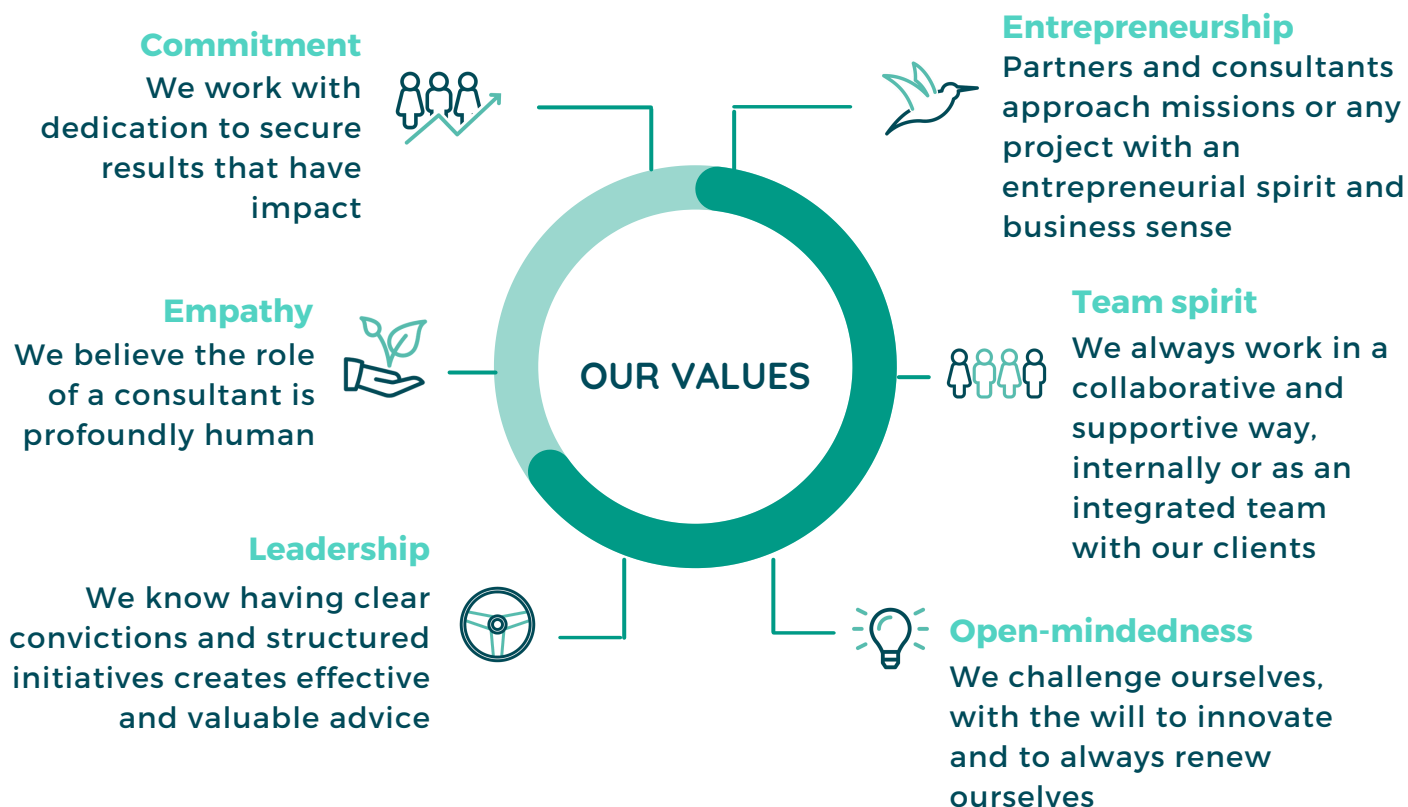 Commitment
We work with
dedication to secure
results that have
impact
Entrepreneurship
Partners and consultants
approach missions or any
project with an
entrepreneurial spirit and
business sense
Empathy
We believe the role
of a consultant is
profoundly human
OUR VALUES
Team spirit
We always work in a
collaborative and
supportive way,
internally or as an
integrated team
with our clients
Leadership
We know having clear
convictions and structured
initiatives creates effective
and valuable advice
Open-mindedness
We challenge ourselves,
with the will to innovate
and to always renew
ourselves